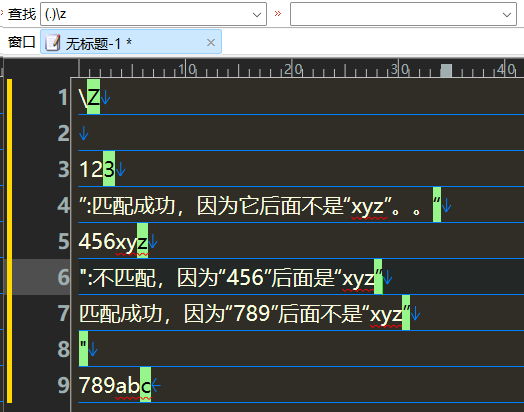 查找 (.)\z
窗口 无标题-1 *
10 20 30 40
1 \Z↓
2 ↓
3 123↓
4 ”:匹配成功，因为它后面不是“xyz”。。“↓
5 456xyz↓
6 ":不匹配，因为“456”后面是“xyz”↓
7 匹配成功，因为“789”后面不是“xyz”↓
8 "↓
9 789abc←